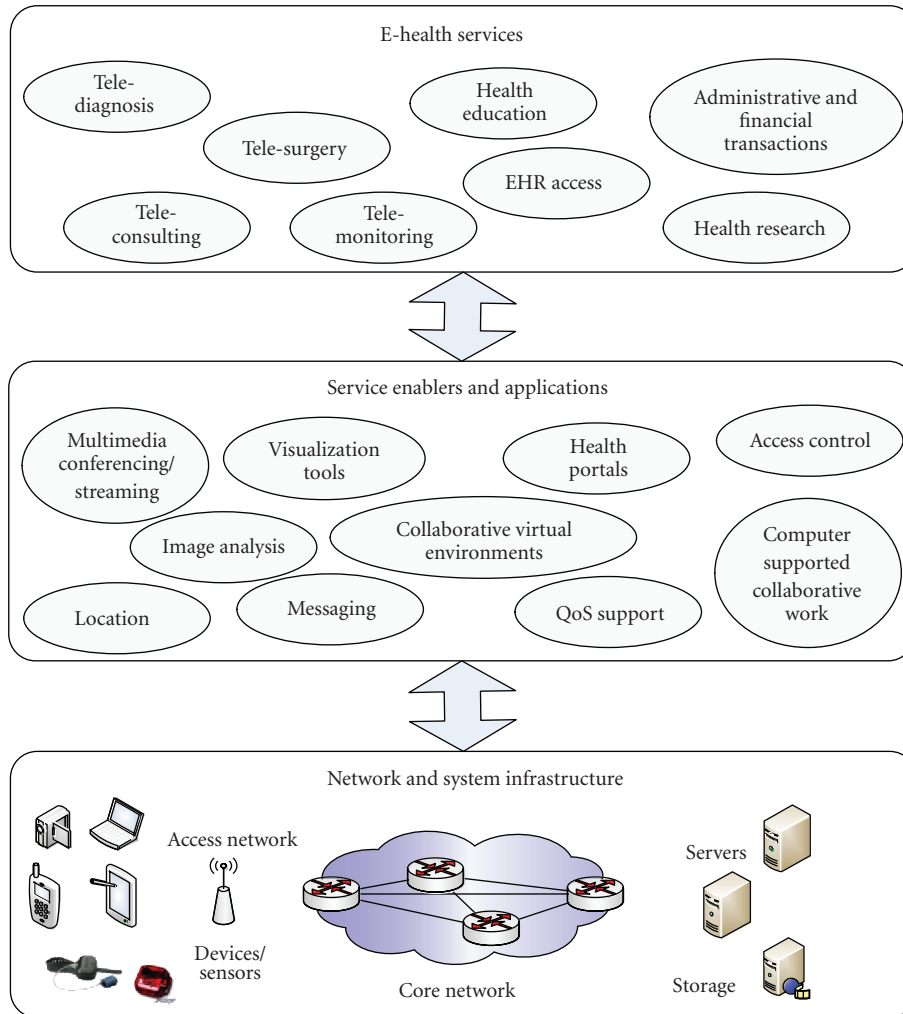 E-health services
Tele-
diagnosis
Health
education
Administrative and
financial
transactions
Tele-surgery
EHR access
Tele-
consulting
Tele-
monitoring
Health research
Service enablers and applications
Multimedia
conferencing/
streaming
Visualization
tools
Health
portals
Access control
Image analysis
Collaborative virtual
environments
Computer
supported
collaborative
work
Location
Messaging
QoS support
Network and system infrastructure
Access network
Servers
Devices/
sensors
Core network
Storage